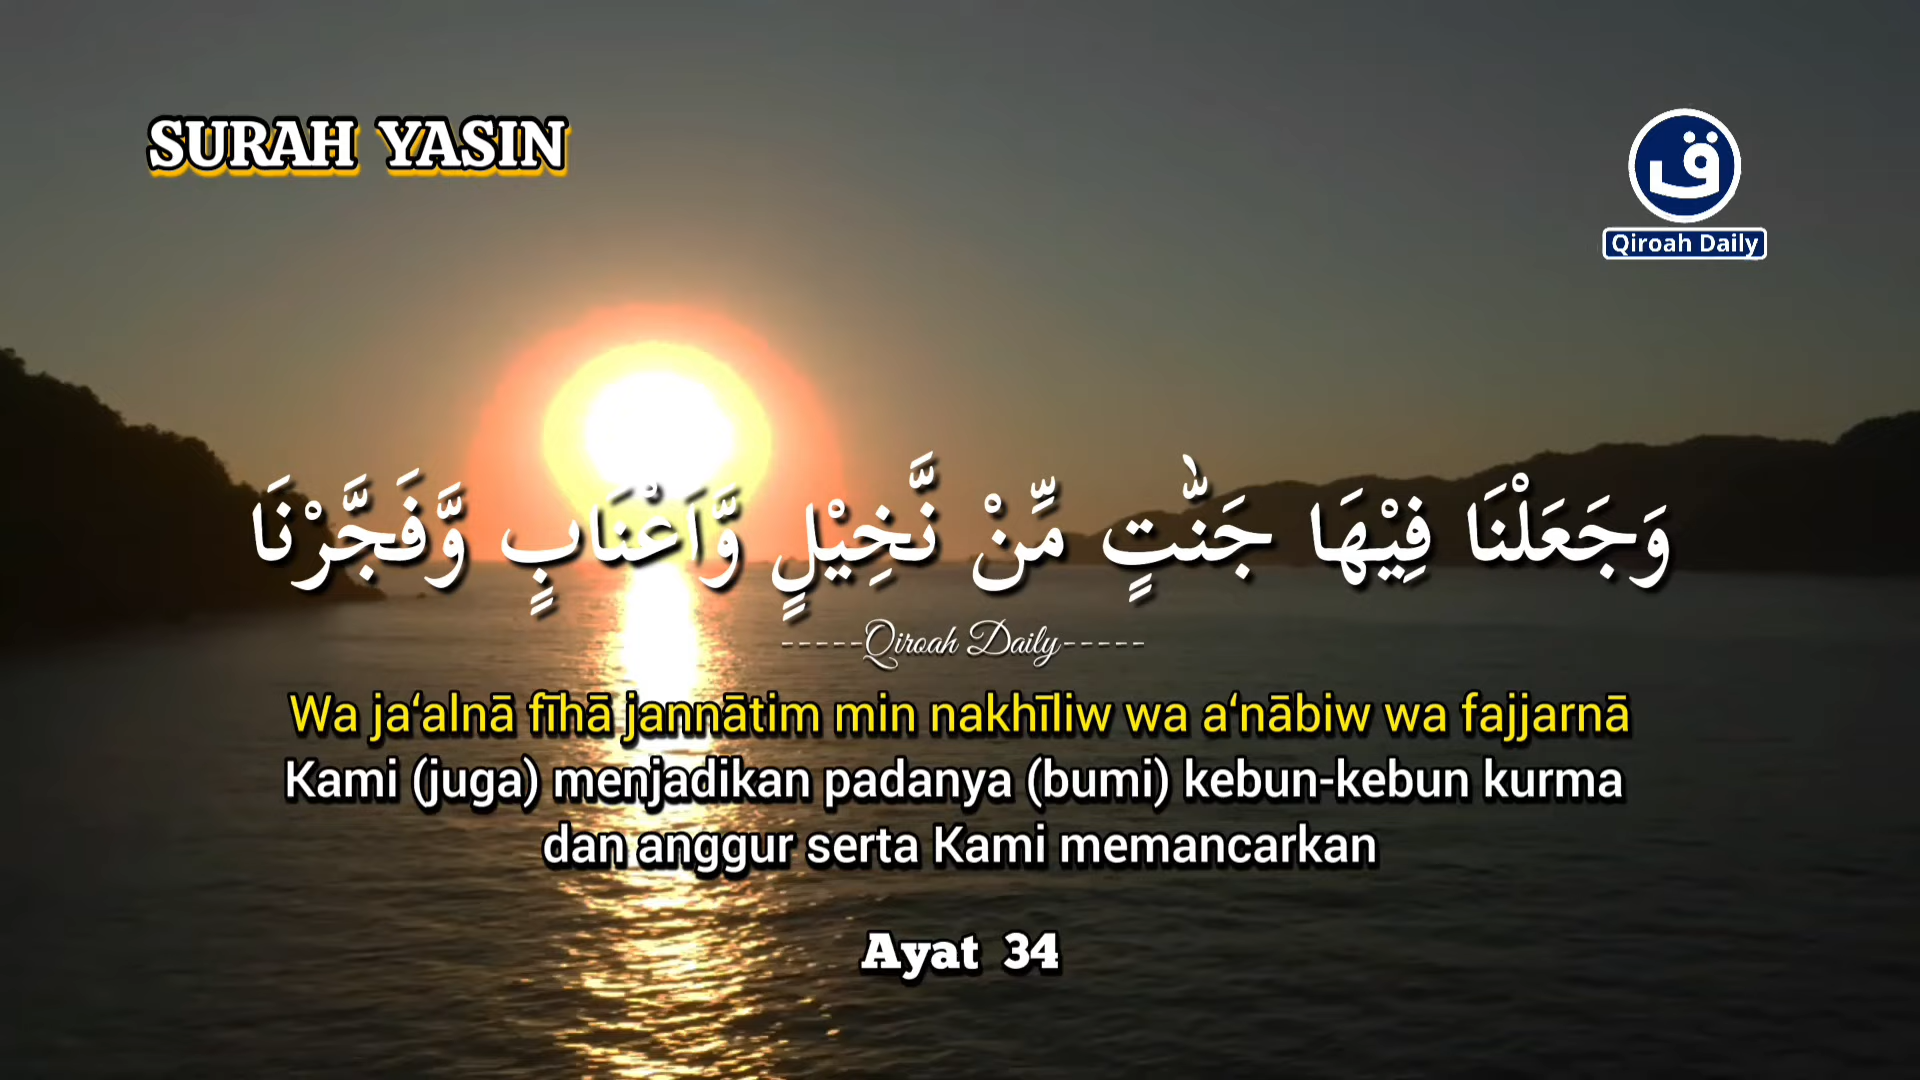 SURAH YASIN
ق
Qiroah Daily
وَجَعَلْنَا فِيْهَا جَنّٰتٍ مِّنْ نَّخِيْلٍ وَّاَعْنَابٍ وَّفَجَّرْنَا
-----Qiroah Daily-----
Wa ja‘alnā fīhā jannātim min nakhīliw wa a‘nābiw wa fajjarnā
Kami (juga) menjadikan padanya (bumi) kebun-kebun kurma
dan anggur serta Kami memancarkan
Ayat 34